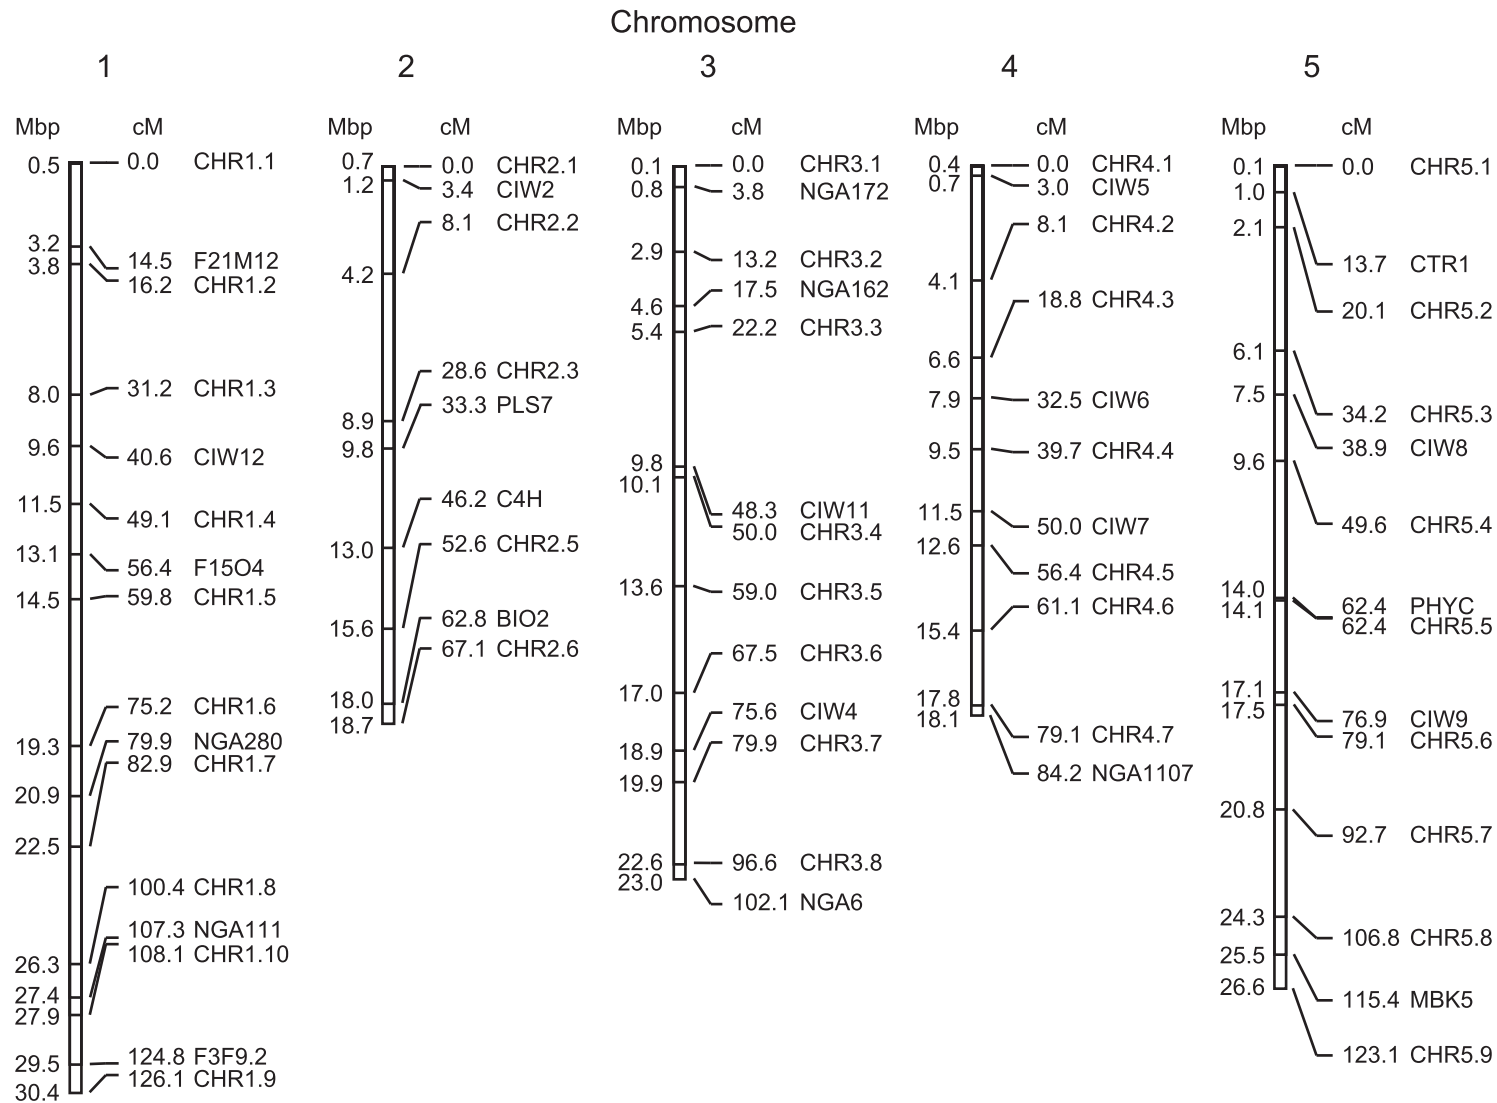 Chromosome
1
Mbp cM
0.5 0.0 CHR1.1
3.2 14.5 F21M12
3.8 16.2 CHR1.2
8.0 31.2 CHR1.3
9.6 40.6 CIW12
11.5 49.1 CHR1.4
13.1 56.4 F15O4
14.5 59.8 CHR1.5
19.3 75.2 CHR1.6
20.9 79.9 NGA280
22.5 82.9 CHR1.7
26.3 100.4 CHR1.8
27.4 107.3 NGA111
27.9 108.1 CHR1.10
29.5 124.8 F3F9.2
30.4 126.1 CHR1.9
2
Mbp cM
0.7 0.0 CHR2.1
1.2 3.4 CIW2
4.2 8.1 CHR2.2
8.9 28.6 CHR2.3
9.8 33.3 PLS7
13.0 46.2 C4H
15.6 52.6 CHR2.5
18.0 62.8 BIO2
18.7 67.1 CHR2.6
3
Mbp cM
0.1 0.0 CHR3.1
0.8 3.8 NGA172
2.9 13.2 CHR3.2
4.6 17.5 NGA162
5.4 22.2 CHR3.3
9.8 48.3 CIW11
10.1 50.0 CHR3.4
13.6 59.0 CHR3.5
17.0 67.5 CHR3.6
18.9 75.6 CIW4
19.9 79.9 CHR3.7
22.6 96.6 CHR3.8
23.0 102.1 NGA6
4
Mbp cM
0.4 0.0 CHR4.1
0.7 3.0 CIW5
4.1 8.1 CHR4.2
6.6 18.8 CHR4.3
7.9 32.5 CIW6
9.5 39.7 CHR4.4
11.5 50.0 CIW7
12.6 56.4 CHR4.5
15.4 61.1 CHR4.6
17.8 79.1 CHR4.7
18.1 84.2 NGA1107
5
Mbp cM
0.1 0.0 CHR5.1
1.0 13.7 CTR1
2.1 20.1 CHR5.2
6.1 34.2 CHR5.3
7.5 38.9 CIW8
9.6 49.6 CHR5.4
14.0 62.4 PHYC
14.1 62.4 CHR5.5
17.1 76.9 CIW9
17.5 79.1 CHR5.6
20.8 92.7 CHR5.7
24.3 106.8 CHR5.8
25.5 115.4 MBK5
26.6 123.1 CHR5.9